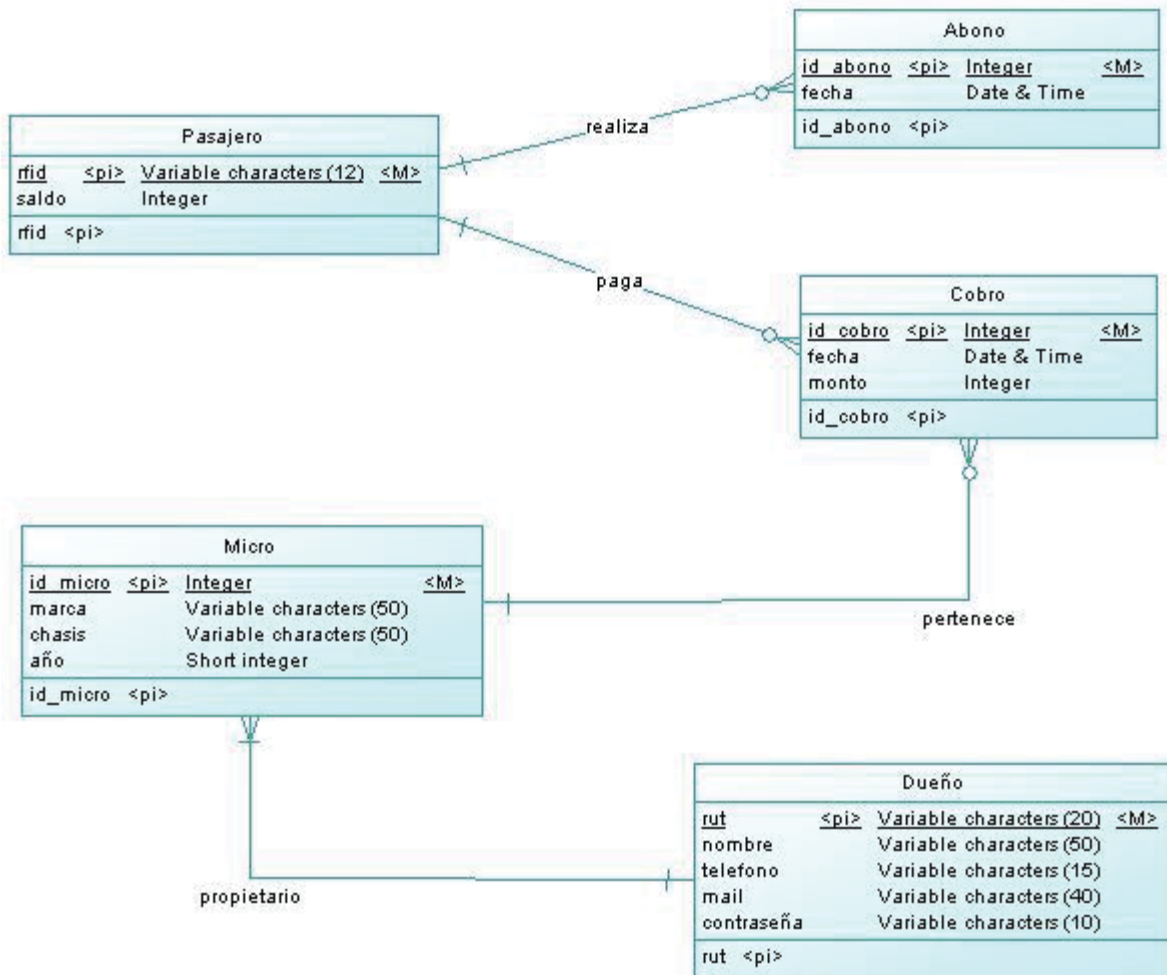 Abono
id_abono <pi> Integer <M>
fecha Date & Time
id_abono <pi>
realiza
Pasajero
rfid <pi> Variable characters (12) <M>
saldo Integer
rfid <pi>
paga
Cobro
id_cobro <pi> Integer <M>
fecha Date & Time
monto Integer
id_cobro <pi>
Micro
id_micro <pi> Integer <M>
marca Variable characters (50)
chasis Variable characters (50)
año Short integer
id_micro <pi>
pertenece
Dueño
rut <pi> Variable characters (20) <M>
nombre Variable characters (50)
telefono Variable characters (15)
mail Variable characters (40)
contraseña Variable characters (10)
rut <pi>
propietario